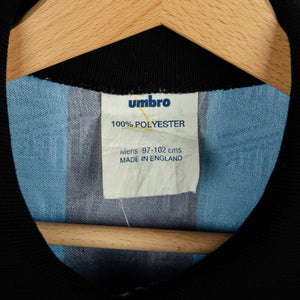 umbro
100% POLYESTER
Mens 97-102 cms
MADE IN ENGLAND